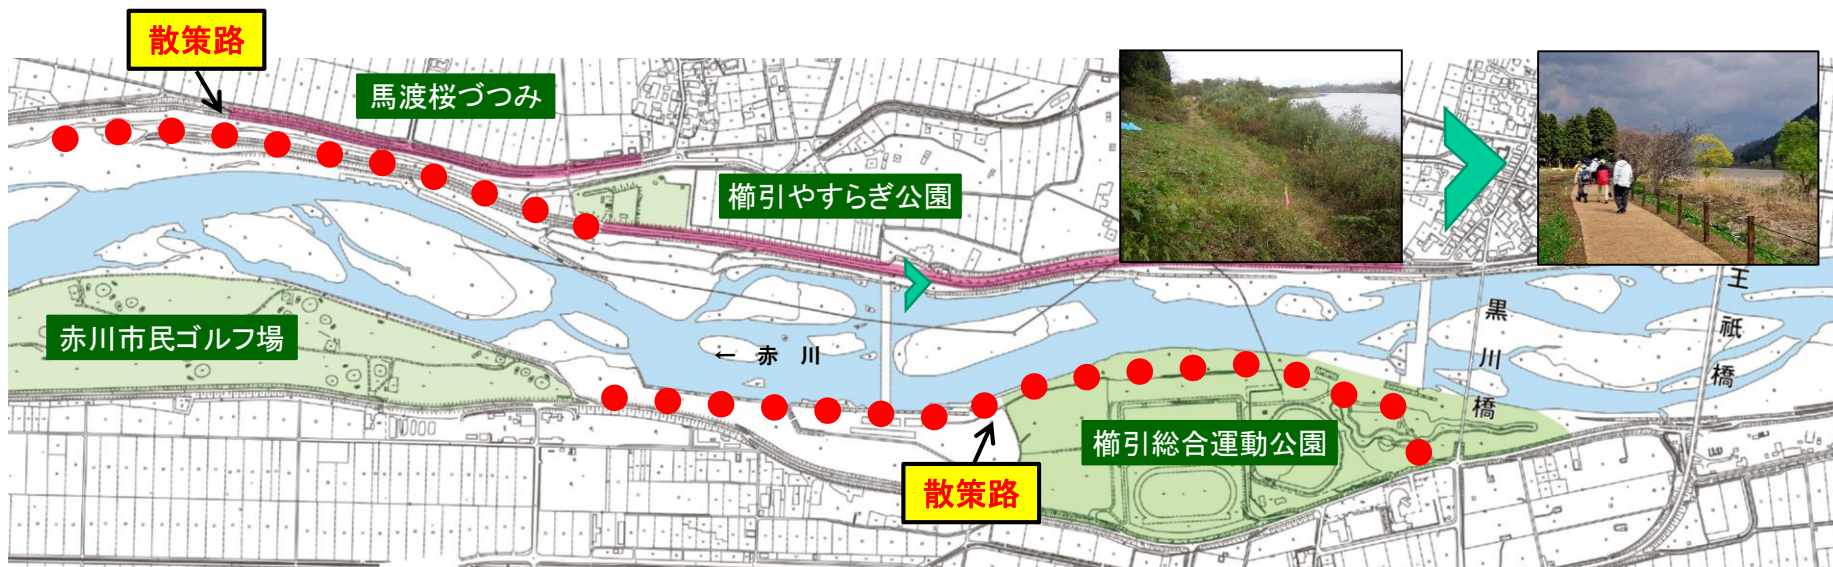 散策路
馬渡桜づつみ
櫛引やすらぎ公園
赤川市民ゴルフ場
← 赤 川
黒川橋
王祇橋
櫛引総合運動公園
散策路